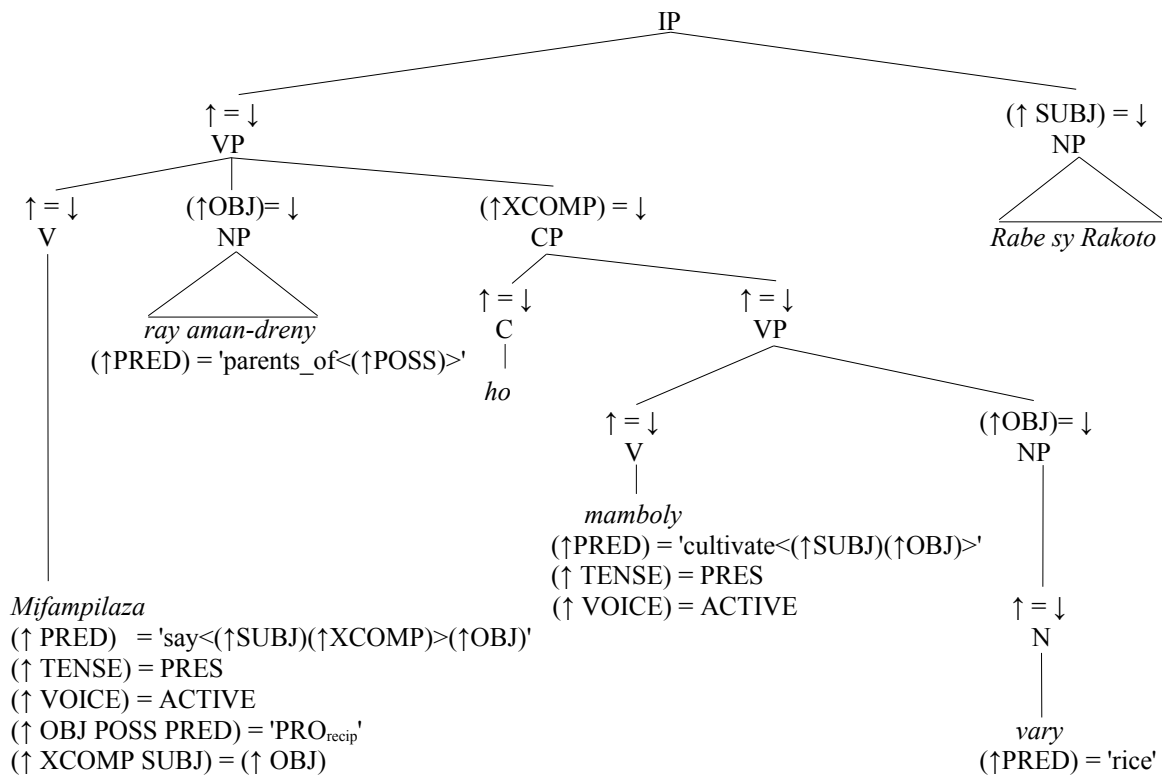 IP
↑ = ↓
(↑ SUBJ) = ↓
VP
NP
↑ = ↓
(↑OBJ)= ↓
(↑XCOMP) = ↓
V
NP
CP
Rabe sy Rakoto
↑ = ↓
↑ = ↓
ray aman-dreny
C
VP
(↑PRED) = 'parents_of<(↑POSS)>'
ho
↑ = ↓
(↑OBJ)= ↓
V
NP
mamboly
(↑PRED) = 'cultivate<(↑SUBJ)(↑OBJ)>'
(↑ TENSE) = PRES
(↑ VOICE) = ACTIVE
↑ = ↓
N
Mifampilaza
(↑ PRED) = 'say<(↑SUBJ)(↑XCOMP)>(↑OBJ)'
(↑ TENSE) = PRES
(↑ VOICE) = ACTIVE
(↑ OBJ POSS PRED) = 'PROrecip'
(↑ XCOMP SUBJ) = (↑ OBJ)
vary
(↑PRED) = 'rice'